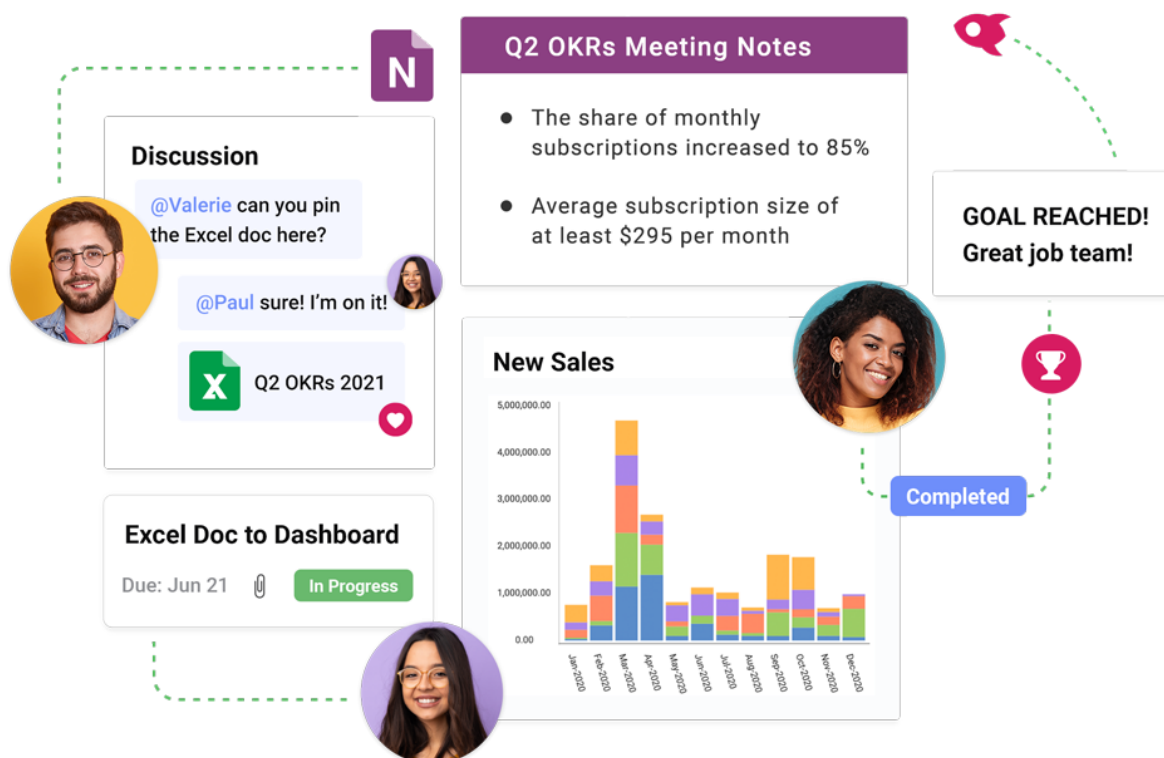 N
Q2 OKRs Meeting Notes
● The share of monthly
subscriptions increased to 85%
● Average subscription size of
at least $295 per month
Discussion
@Valerie can you pin
the Excel doc here?
@Paul sure! I'm on it!
X
Q2 OKRs 2021
Excel Doc to Dashboard
Due: Jun 21
In Progress
New Sales
5,000,000.00
4,000,000.00
3,000,000.00
2,000,000.00
1,000,000.00
0.00
Jan-2020
Feb-2020
Mar-2020
Apr-2020
May-2020
Jun-2020
Jul-2020
Aug-2020
Sep-2020
Oct-2020
Nov-2020
Dec-2020
GOAL REACHED!
Great job team!
Completed